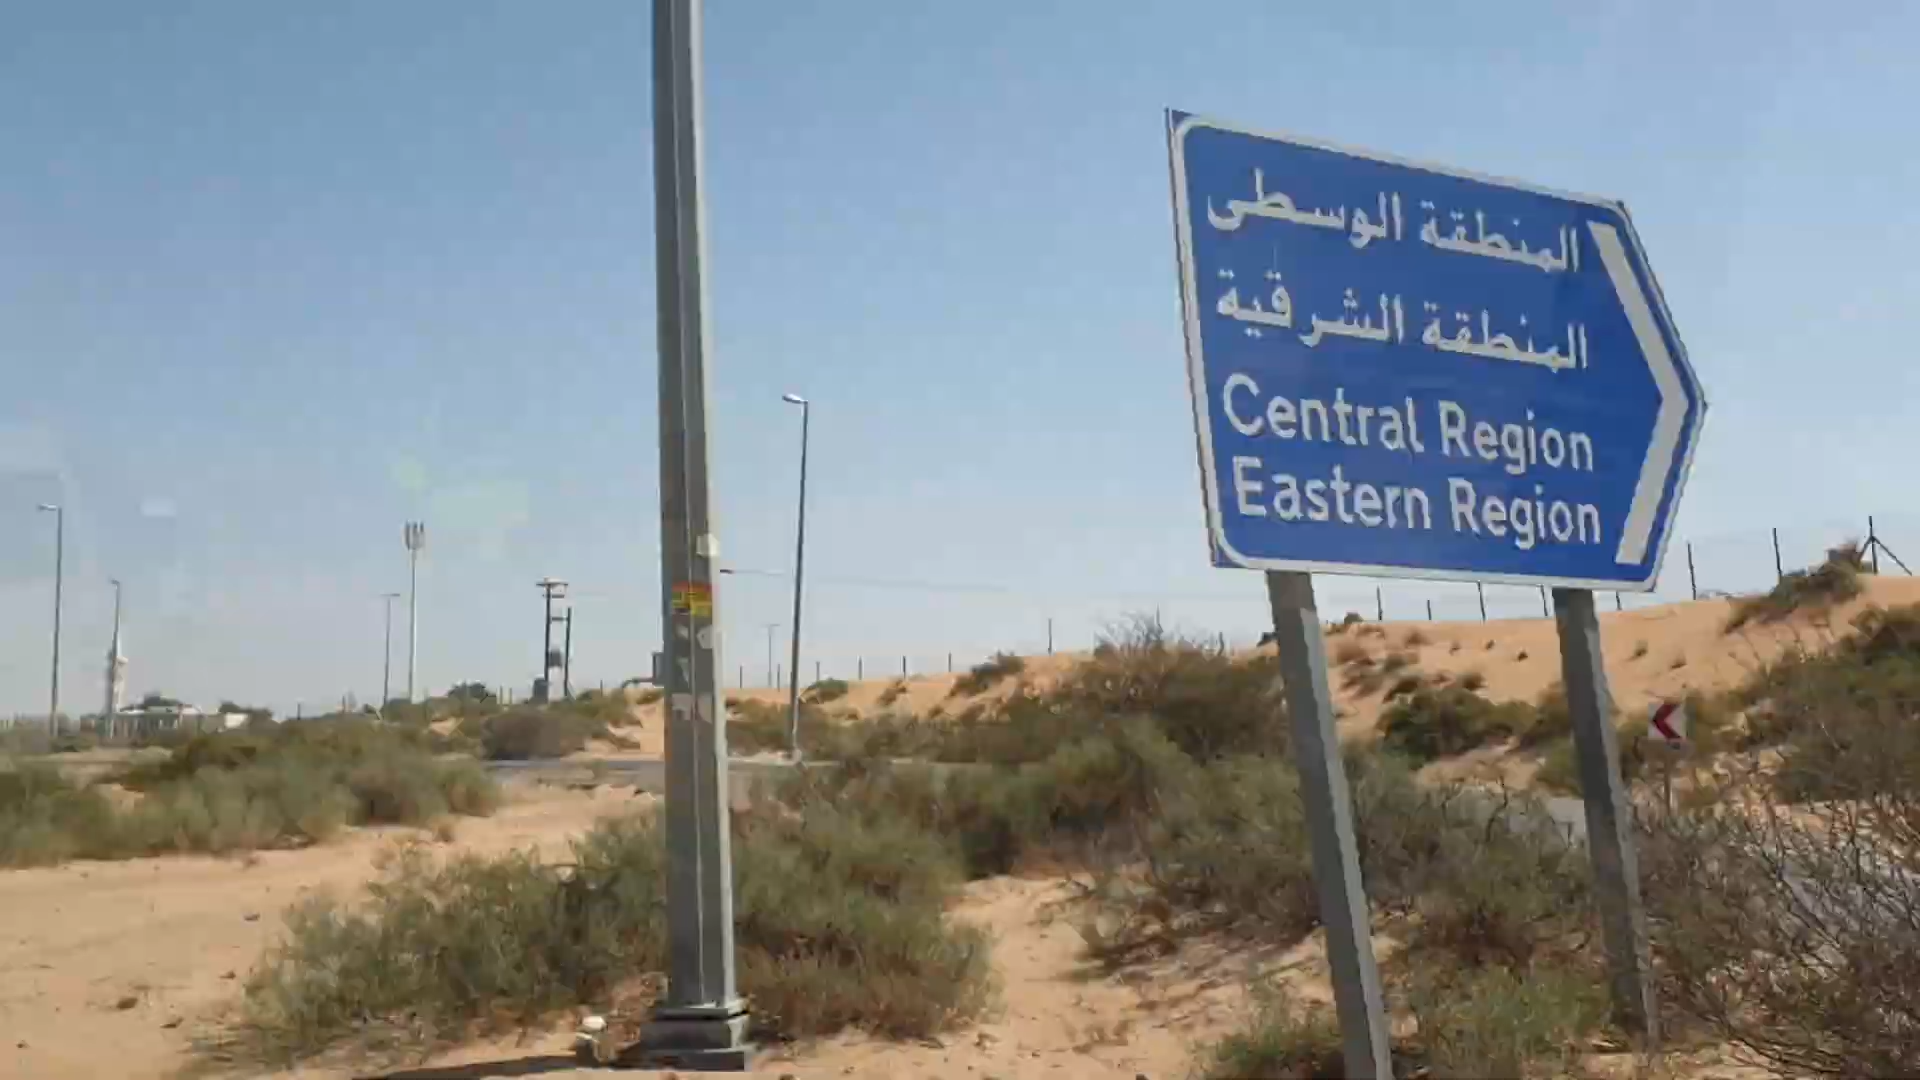 المنطقة الوسطى
المنطقة الشرقية
Central Region
Eastern Region